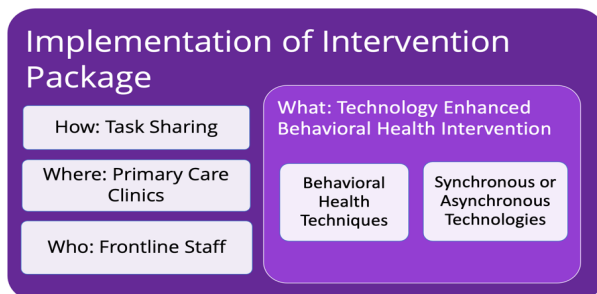 Implementation of Intervention
Package
How: Task Sharing
Where: Primary Care
Clinics
Who: Frontline Staff
What: Technology Enhanced
Behavioral Health Intervention
Behavioral
Health
Techniques
Synchronous or
Asynchronous
Technologies